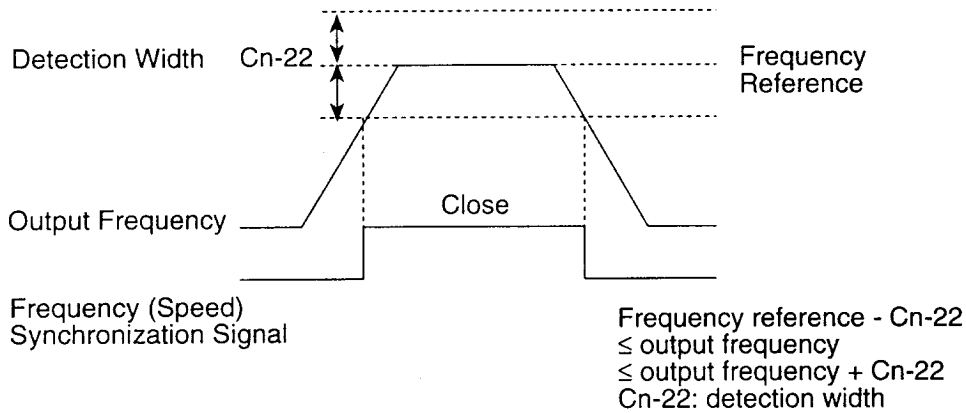 Detection Width
Cn-22
Frequency
Reference
Output Frequency
Close
Frequency (Speed)
Synchronization Signal
Frequency reference - Cn-22
≤ output frequency
≤ output frequency + Cn-22
Cn-22: detection width